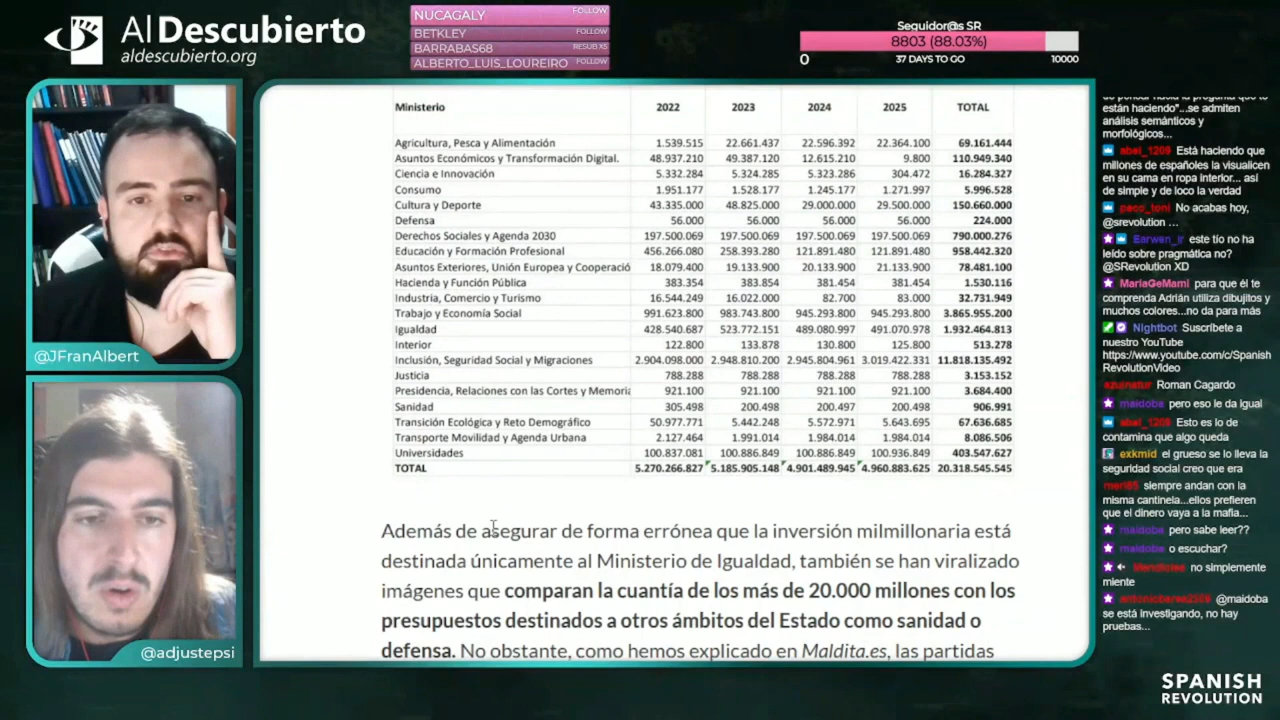 Al Descubierto
aldescubierto.org
NUCAGALY FOLLOW
BETKLEY FOLLOW
BARRABAS68 RESUB X5
ALBERTO_LUIS_LOUREIRO FOLLOW
Seguidor@s SR
8803 (88.03%)
0 37 DAYS TO GO 10000
@JFranAlbert
@adjustepsi
Ministerio 2022 2023 2024 2025 TOTAL
Agricultura, Pesca y Alimentación 1.539.515 22.661.437 22.596.392 22.364.100 69.161.444
Asuntos Económicos y Transformación Digital. 48.937.210 49.387.120 12.615.210 9.800 110.949.340
Ciencia e Innovación 5.332.284 5.324.285 5.323.286 304.472 16.284.327
Consumo 1.951.177 1.528.177 1.245.177 1.271.997 5.996.528
Cultura y Deporte 43.335.000 48.825.000 29.000.000 29.500.000 150.660.000
Defensa 56.000 56.000 56.000 56.000 224.000
Derechos Sociales y Agenda 2030 197.500.069 197.500.069 197.500.069 197.500.069 790.000.276
Educación y Formación Profesional 456.266.080 258.393.280 121.891.480 121.891.480 958.442.320
Asuntos Exteriores, Unión Europea y Cooperació 18.079.400 19.133.900 20.133.900 21.133.900 78.481.100
Hacienda y Función Pública 383.354 383.854 381.454 381.454 1.530.116
Industria, Comercio y Turismo 16.544.249 16.022.000 82.700 83.000 32.731.949
Trabajo y Economía Social 991.623.800 983.743.800 945.293.800 945.293.800 3.865.955.200
Igualdad 428.540.687 523.772.151 489.080.997 491.070.978 1.932.464.813
Interior 122.800 133.878 130.800 125.800 513.278
Inclusión, Seguridad Social y Migraciones 2.904.098.000 2.948.810.200 2.945.804.961 3.019.422.331 11.818.135.492
Justicia 788.288 788.288 788.288 788.288 3.153.152
Presidencia, Relaciones con las Cortes y Memoria 921.100 921.100 921.100 921.100 3.684.400
Sanidad 305.498 200.498 200.497 200.498 906.991
Transición Ecológica y Reto Demográfico 50.977.771 5.442.248 5.572.971 5.643.695 67.636.685
Transporte Movilidad y Agenda Urbana 2.127.464 1.991.014 1.984.014 1.984.014 8.086.506
Universidades 100.837.081 100.886.849 100.886.849 100.936.849 403.547.627
TOTAL 5.270.266.827 5.185.905.148 4.901.489.945 4.960.883.625 20.318.545.545
Además de asegurar de forma errónea que la inversión milmillonaria está
destinada únicamente al Ministerio de Igualdad, también se han viralizado
imágenes que comparan la cuantía de los más de 20.000 millones con los
presupuestos destinados a otros ámbitos del Estado como sanidad o
defensa. No obstante, como hemos explicado en Maldita.es, las partidas
están haciendo"...se admiten
análisis semánticos y
morfológicos...
abel_1209 Está haciendo que
millones de españoles la visualicen
en su cama en ropa interior... así
de simple y de loco la verdad
paco_toni No acabas hoy,
@srevolution ...
Earwen_ir este tío no ha
leído sobre pragmática no?
@SRevolution XD
MariaGeMami para que él te
comprenda Adrián utiliza dibujitos y
muchos colores...no da para más
Nightbot Suscríbete a
nuestro YouTube
https://www.youtube.com/c/Spanish
RevolutionVideo
azulnatur Roman Cagardo
maidoba pero eso le da igual
abel_1209 Esto es lo de
contamina que algo queda
exkmid el grueso se lo lleva la
seguridad social creo que era
meri85 siempre andan con la
misma cantinela...ellos prefieren
que el dinero vaya a la mafia...
maidoba pero sabe leer??
maidoba o escuchar?
no simplemente
miente
@maidoba
se está investigando, no hay
pruebas...
SPANISH
REVOLUTION